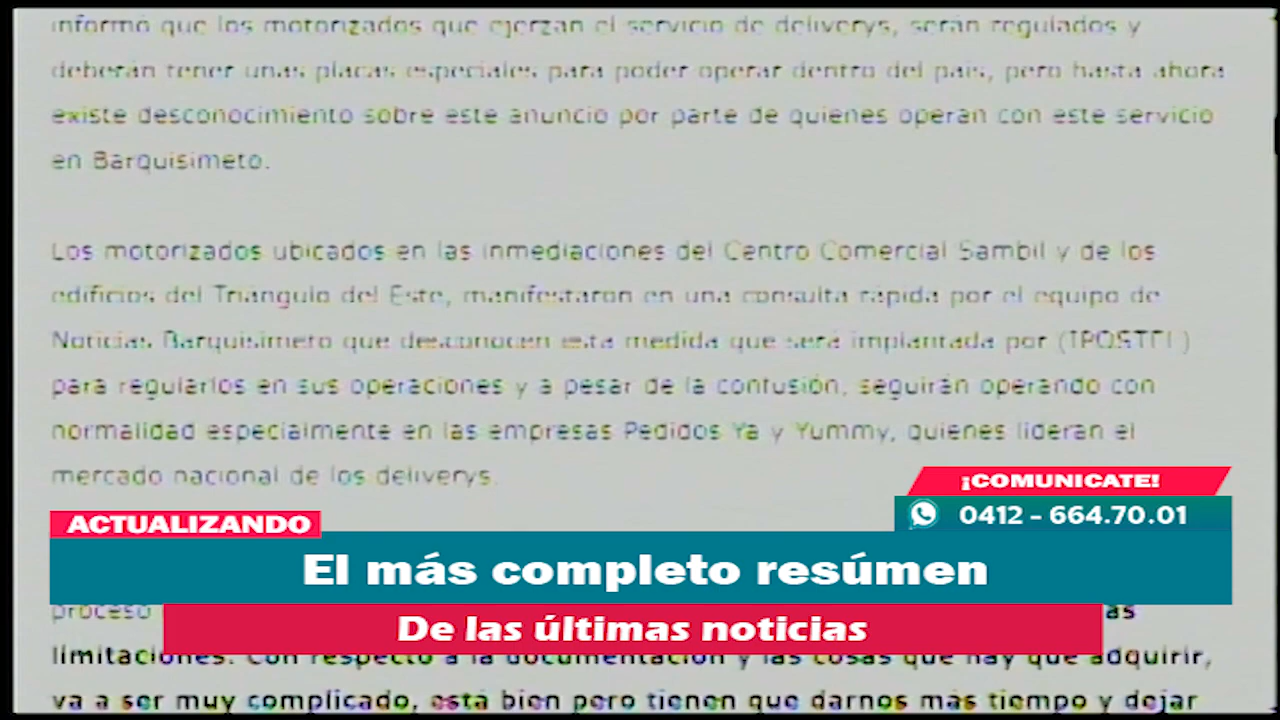 informó que los motorizados que ejerzan el servicio de deliverys, serán regulados y
deberán tener unas placas especiales para poder operar dentro del país, pero hasta ahora
existe desconocimiento sobre este anuncio por parte de quienes operan con este servicio
en Barquisimeto.
Los motorizados ubicados en las inmediaciones del Centro Comercial Sambil y de los
edificios del Triángulo del Este, manifestaron en una consulta rápida por el equipo de
Noticias Barquisimeto que desconocen esta medida que será implantada por (IPOSTEL)
para regularlos en sus operaciones y a pesar de la confusión, seguirán operando con
normalidad especialmente en las empresas Pedidos Ya y Yummy, quienes lideran el
mercado nacional de los deliverys.
¡COMUNICATE!
0412 - 664.70.01
ACTUALIZANDO
El más completo resúmen
De las últimas noticias
proceso
limitaciones. Con respecto a la documentación y las cosas que hay que adquirir,
va a ser muy complicado, está bien pero tienen que darnos más tiempo y dejar